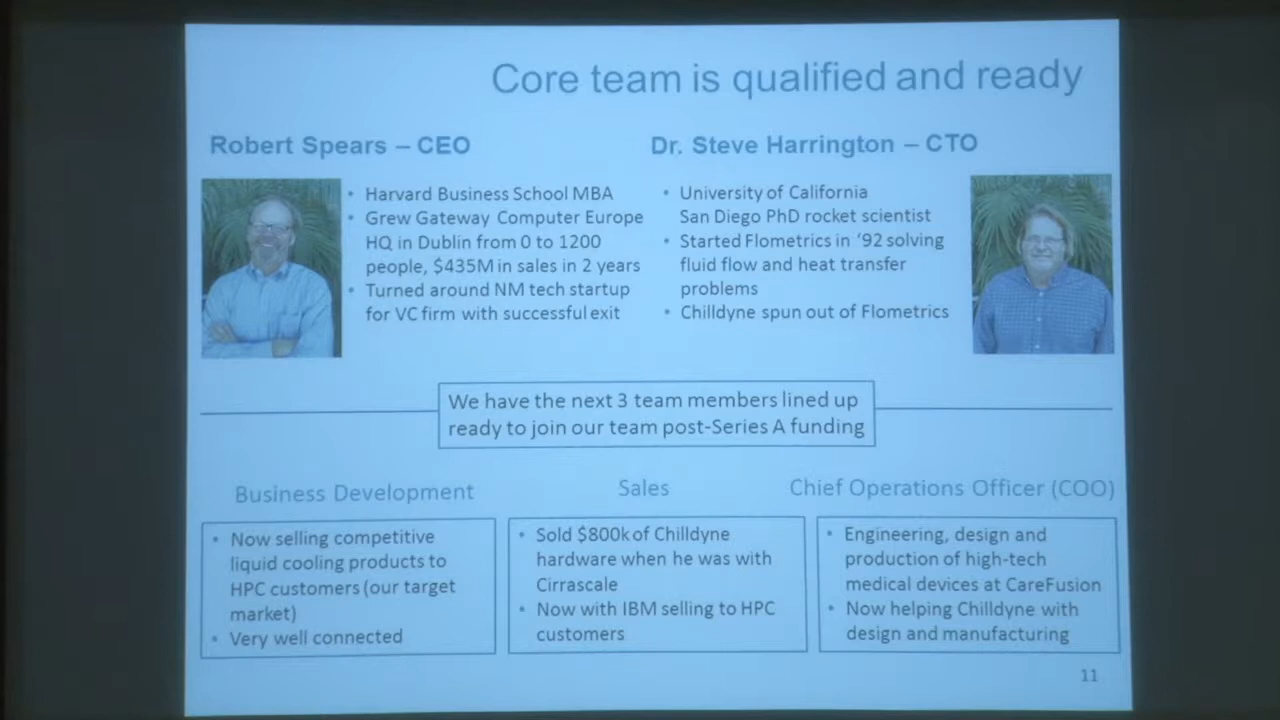 Core team is qualified and ready
Robert Spears – CEO
• Harvard Business School MBA
• Grew Gateway Computer Europe
HQ in Dublin from 0 to 1200
people, $435M in sales in 2 years
• Turned around NM tech startup
for VC firm with successful exit
Dr. Steve Harrington – CTO
• University of California
San Diego PhD rocket scientist
• Started Flometrics in ‘92 solving
fluid flow and heat transfer
problems
• Chilldyne spun out of Flometrics
We have the next 3 team members lined up
ready to join our team post-Series A funding
Business Development
• Now selling competitive
liquid cooling products to
HPC customers (our target
market)
• Very well connected
Sales
• Sold $800k of Chilldyne
hardware when he was with
Cirrascale
• Now with IBM selling to HPC
customers
Chief Operations Officer (COO)
• Engineering, design and
production of high-tech
medical devices at CareFusion
• Now helping Chilldyne with
design and manufacturing
11